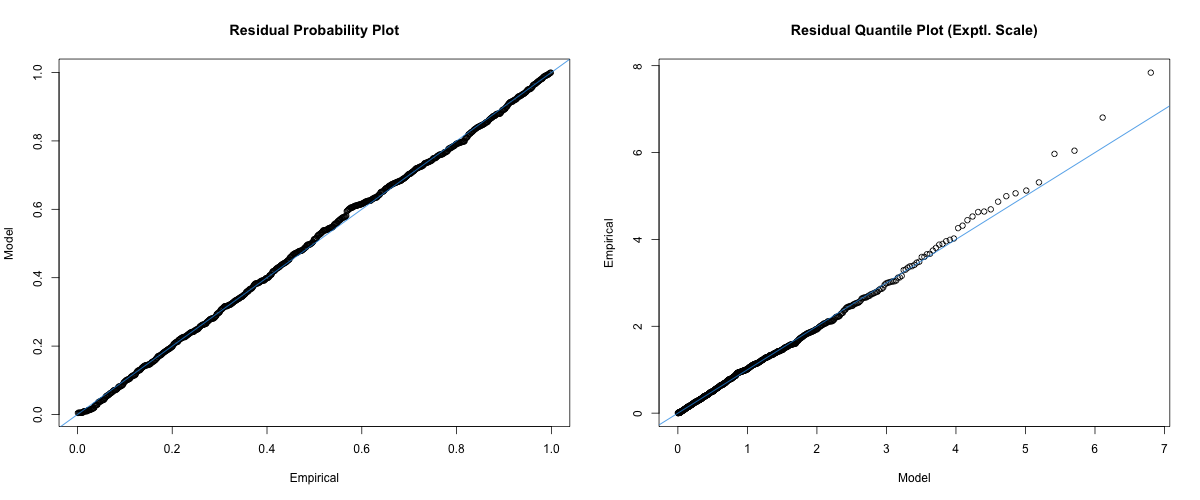 Residual Probability Plot
Model
1.0
0.8
0.6
0.4
0.2
0.0
0.0 0.2 0.4 0.6 0.8 1.0
Empirical
Residual Quantile Plot (Exptl. Scale)
Empirical
8
6
4
2
0
0 1 2 3 4 5 6 7
Model